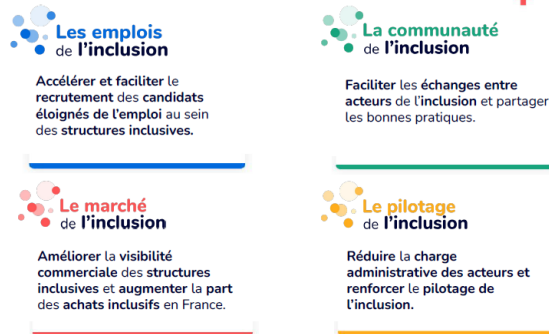 Les emplois
de l'inclusion
Accélérer et faciliter le
recrutement des candidats
éloignés de l'emploi au sein
des structures inclusives.
La communauté
de l'inclusion
Faciliter les échanges entre
acteurs de l'inclusion et partager
les bonnes pratiques.
Le marché
de l'inclusion
Améliorer la visibilité
commerciale des structures
inclusives et augmenter la part
des achats inclusifs en France.
Le pilotage
de l'inclusion
Réduire la charge
administrative des acteurs et
renforcer le pilotage de
l'inclusion.